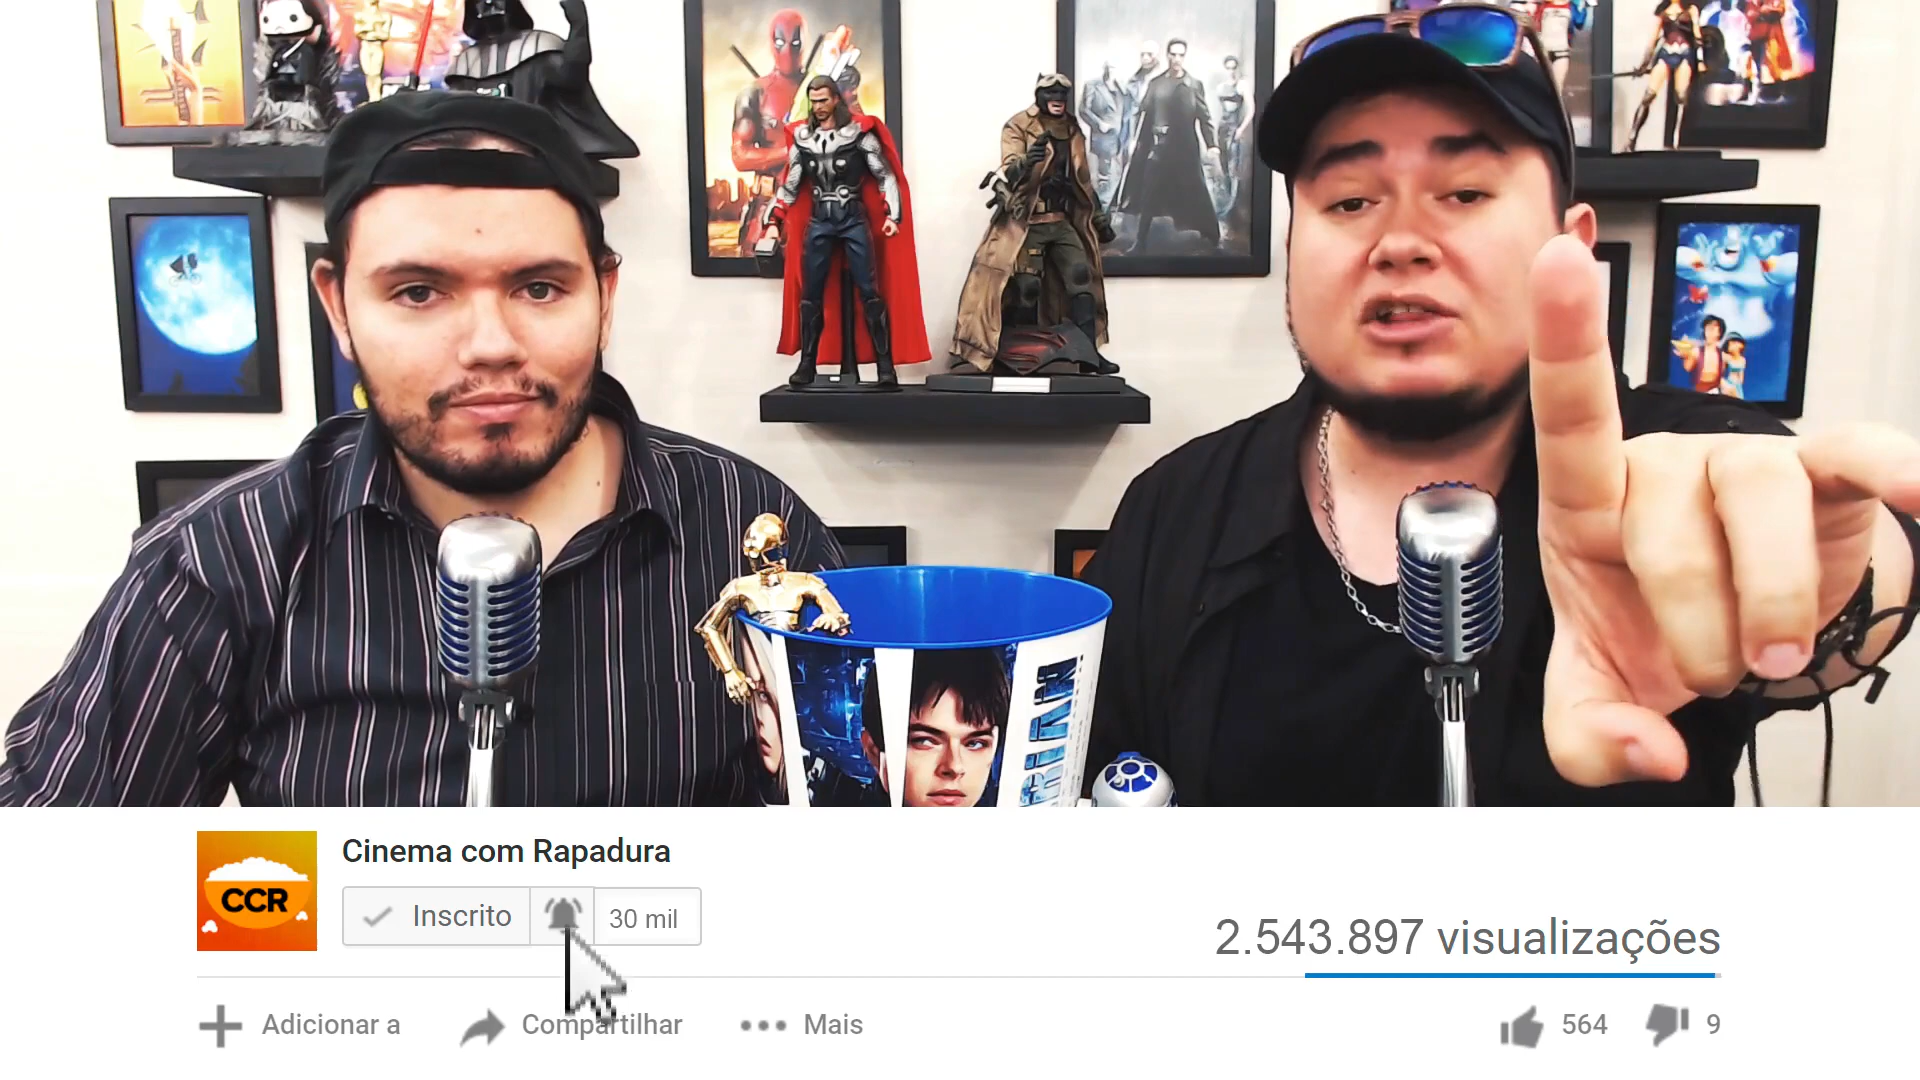 CCR
Cinema com Rapadura
Inscrito
30 mil
2.543.897 visualizações
Adicionar a
Compartilhar
Mais
564
9